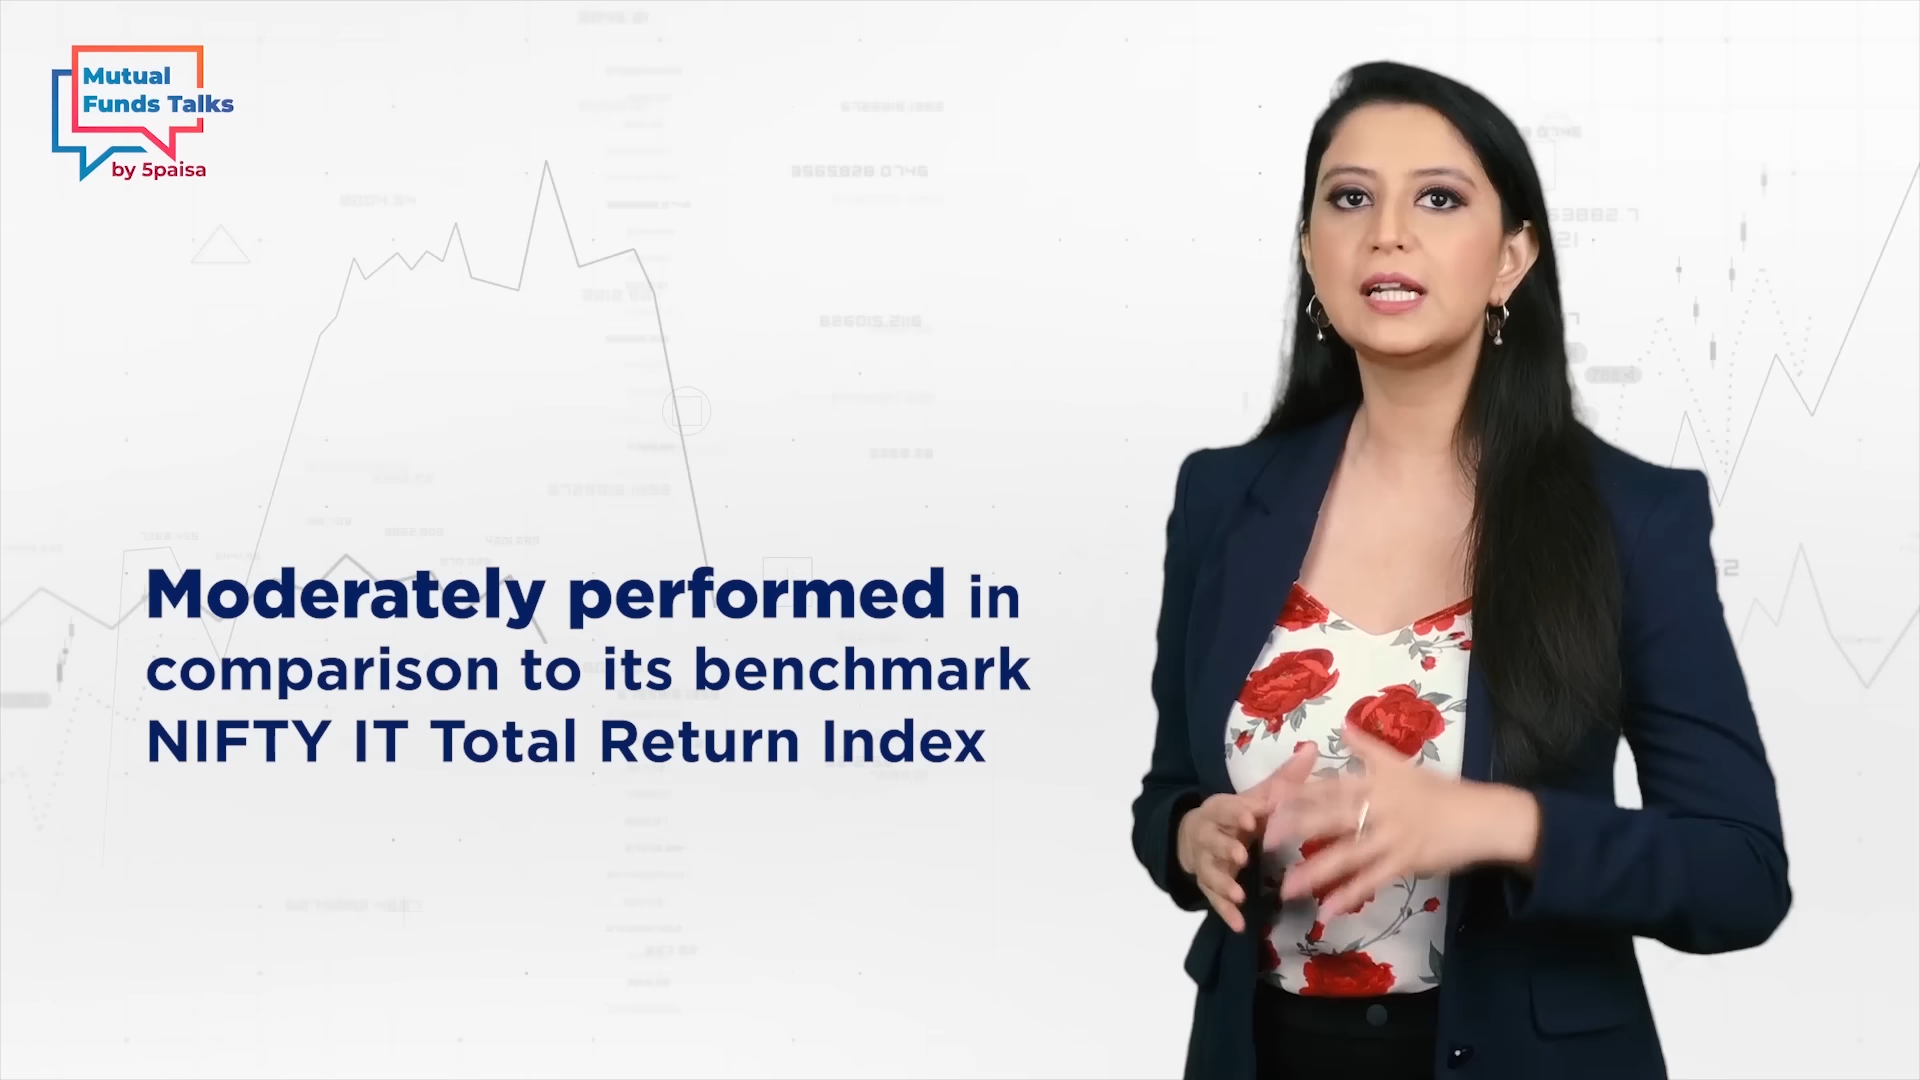 Mutual
Funds Talks
by 5paisa
Moderately performed in
comparison to its benchmark
NIFTY IT Total Return Index